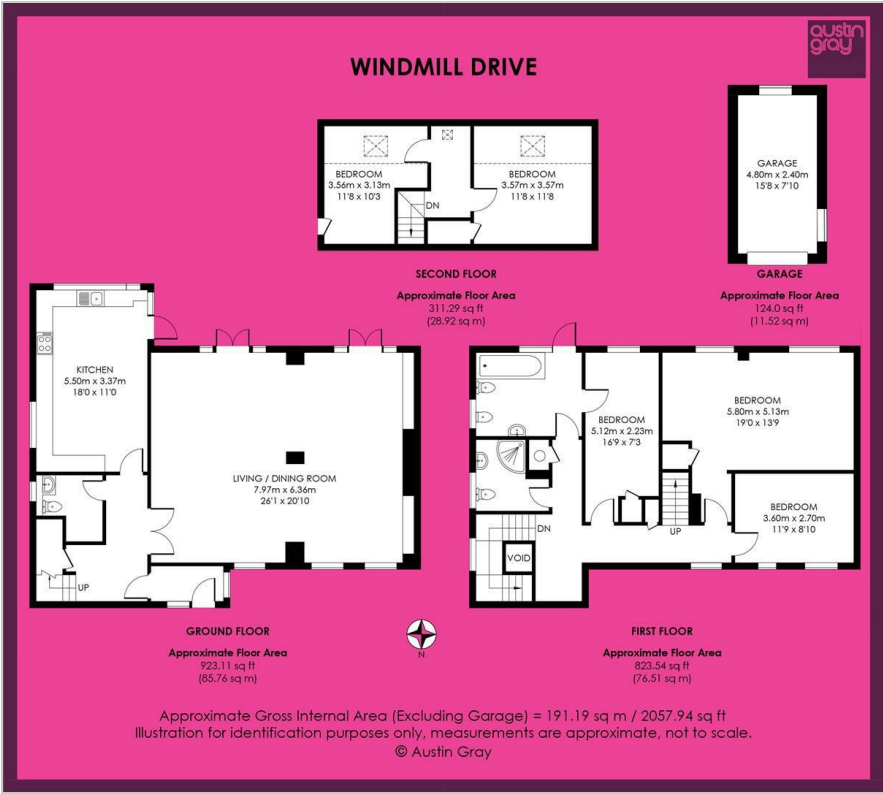 austin
gray
WINDMILL DRIVE
BEDROOM
3.56m x 3.13m
11'8 x 10'3
DN
BEDROOM
3.57m x 3.57m
11'8 x 11'8
SECOND FLOOR
Approximate Floor Area
311.29 sq ft
(28.92 sq m)
GARAGE
4.80m x 2.40m
15'8 x 7'10
GARAGE
Approximate Floor Area
124.0 sq ft
(11.52 sq m)
KITCHEN
5.50m x 3.37m
18'0 x 11'0
LIVING / DINING ROOM
7.97m x 6.36m
26'1 x 20'10
UP
GROUND FLOOR
Approximate Floor Area
923.11 sq ft
(85.76 sq m)
N
BEDROOM
5.12m x 2.23m
16'9 x 7'3
BEDROOM
5.80m x 5.13m
19'0 x 13'9
BEDROOM
3.60m x 2.70m
11'9 x 8'10
DN
VOID
UP
FIRST FLOOR
Approximate Floor Area
823.54 sq ft
(76.51 sq m)
Approximate Gross Internal Area (Excluding Garage) = 191.19 sq m / 2057.94 sq ft
Illustration for identification purposes only, measurements are approximate, not to scale.
© Austin Gray